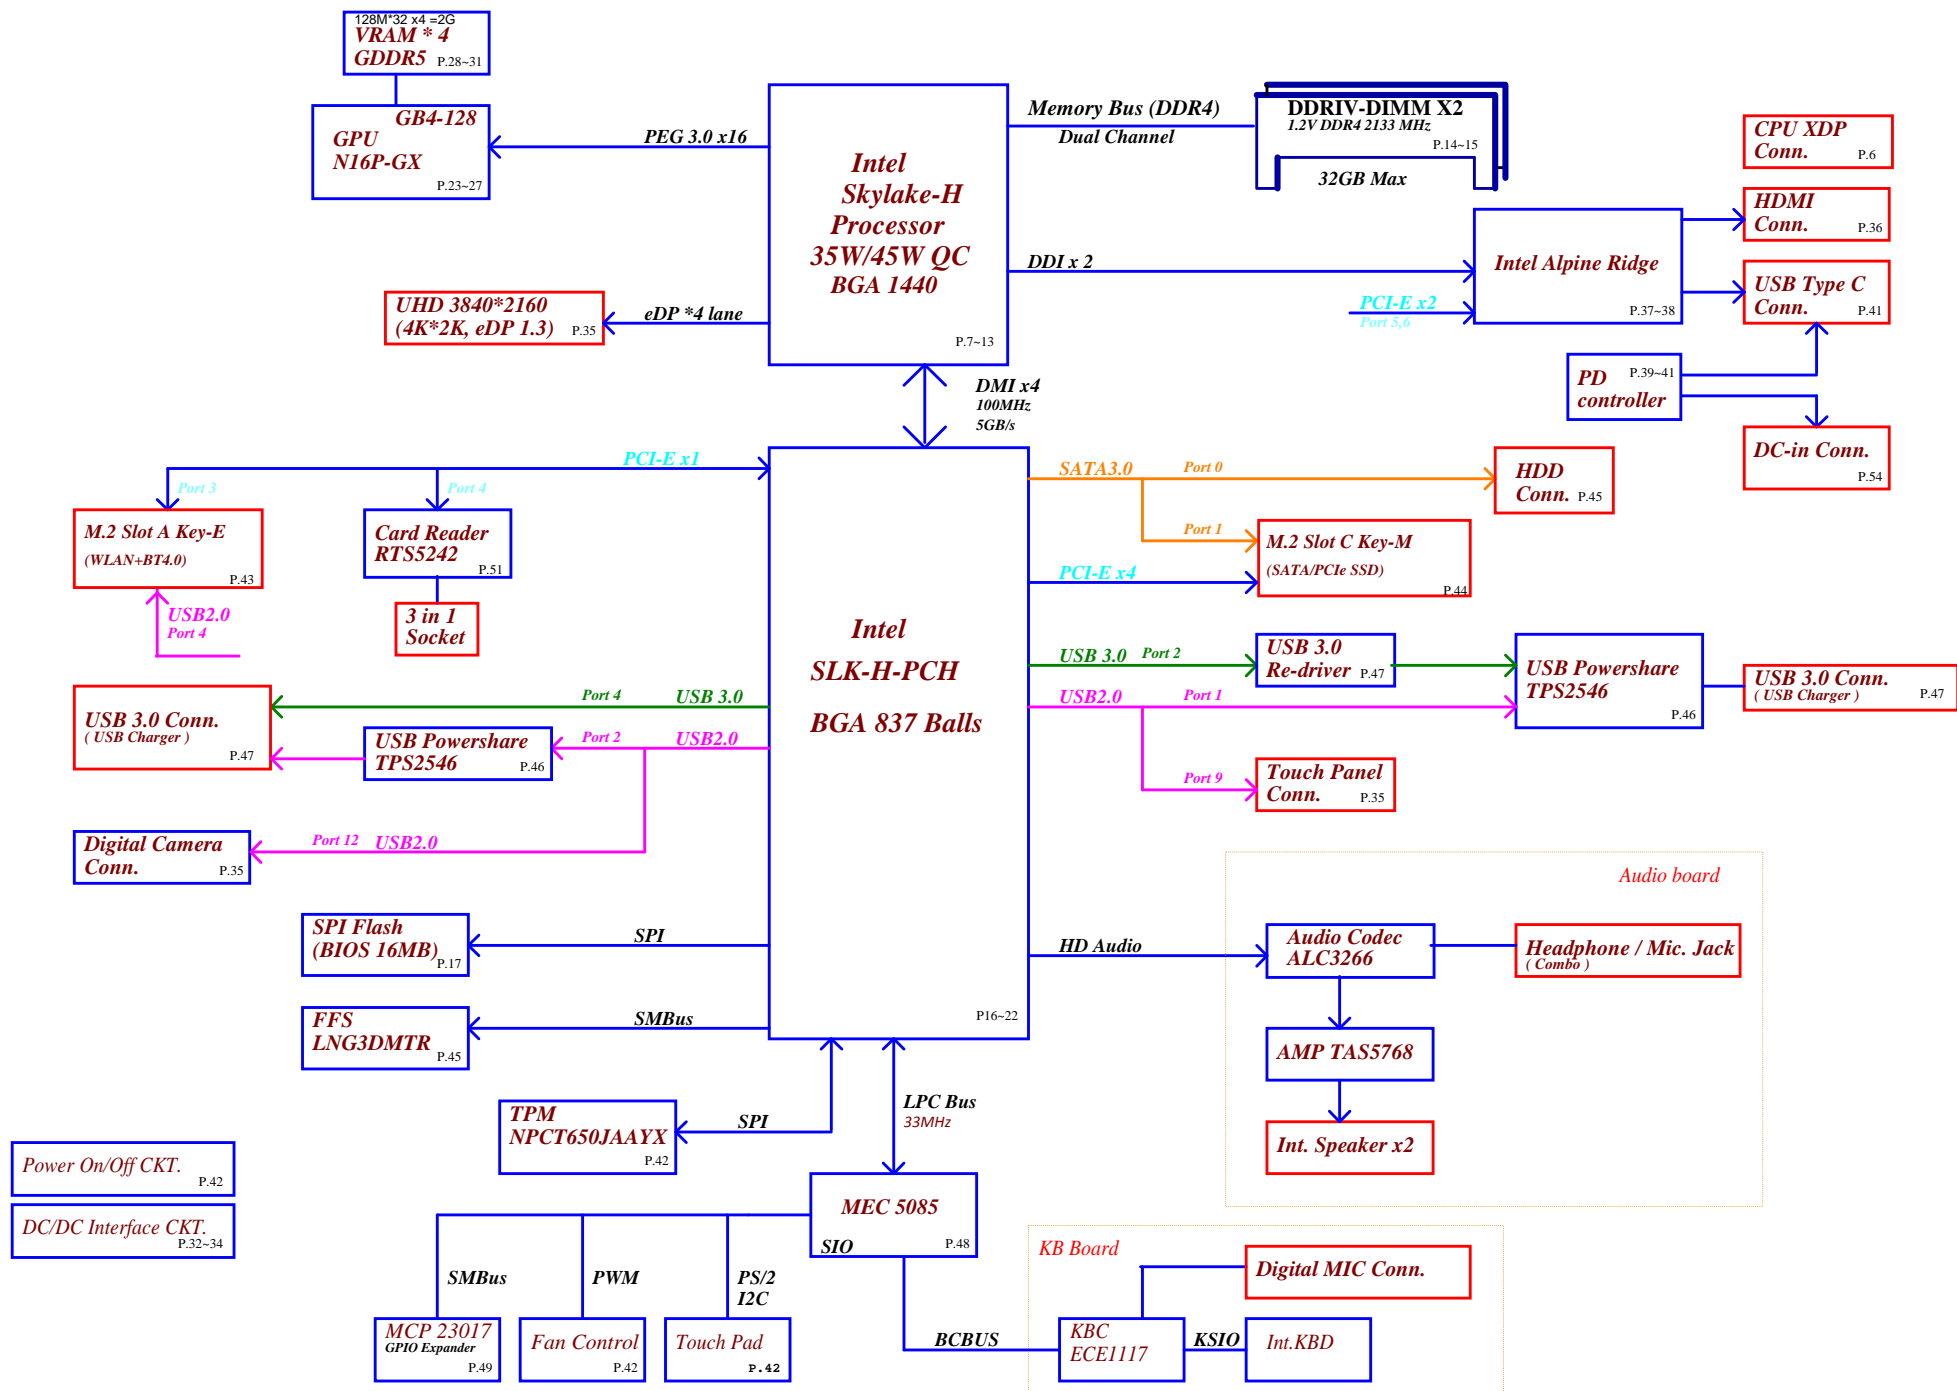 128M*32 x4 =2G
VRAM * 4
GDDR5 P.28~31
GB4-128
GPU
N16P-GX
P.23~27
PEG 3.0 x16
Intel
Skylake-H
Processor
35W/45W QC
BGA 1440
P.7~13
Memory Bus (DDR4)
Dual Channel
DDRIV-DIMM X2
1.2V DDR4 2133 MHz
P.14~15
32GB Max
CPU XDP
Conn. P.6
HDMI
Conn. P.36
DDI x 2
PCI-E x2
Port 5,6
Intel Alpine Ridge
P.37~38
USB Type C
Conn. P.41
UHD 3840*2160
(4K*2K, eDP 1.3) P.35
eDP *4 lane
PD P.39~41
controller
DC-in Conn.
P.54
DMI x4
100MHz
5GB/s
PCI-E x1
Port 3
Port 4
M.2 Slot A Key-E
(WLAN+BT4.0)
P.43
USB2.0
Port 4
Card Reader
RTS5242
P.51
3 in 1
Socket
Intel
SLK-H-PCH
BGA 837 Balls
P16~22
SATA3.0 Port 0
HDD
Conn. P.45
Port 1
M.2 Slot C Key-M
(SATA/PCIe SSD)
P.44
PCI-E x4
USB 3.0 Port 2
USB 3.0
Re-driver P.47
USB Powershare
TPS2546
P.46
USB 3.0 Conn.
( USB Charger ) P.47
USB2.0 Port 1
Port 9
Touch Panel
Conn. P.35
Port 4 USB 3.0
USB 3.0 Conn.
( USB Charger )
P.47
USB Powershare
TPS2546 P.46
Port 2 USB2.0
Digital Camera
Conn. P.35
Port 12 USB2.0
SPI Flash
(BIOS 16MB) P.17
SPI
FFS
LNG3DMTR P.45
SMBus
HD Audio
Audio board
Audio Codec
ALC3266
Headphone / Mic. Jack
( Combo )
AMP TAS5768
Int. Speaker x2
TPM
NPCT650JAAYX
P.42
SPI
LPC Bus
33MHz
Power On/Off CKT.
P.42
DC/DC Interface CKT.
P.32~34
MEC 5085
SIO P.48
SMBus
PWM
PS/2
I2C
MCP 23017
GPIO Expander
P.49
Fan Control
P.42
Touch Pad
P.42
BCBUS
KB Board
Digital MIC Conn.
KBC
ECE1117
KSIO
Int.KBD